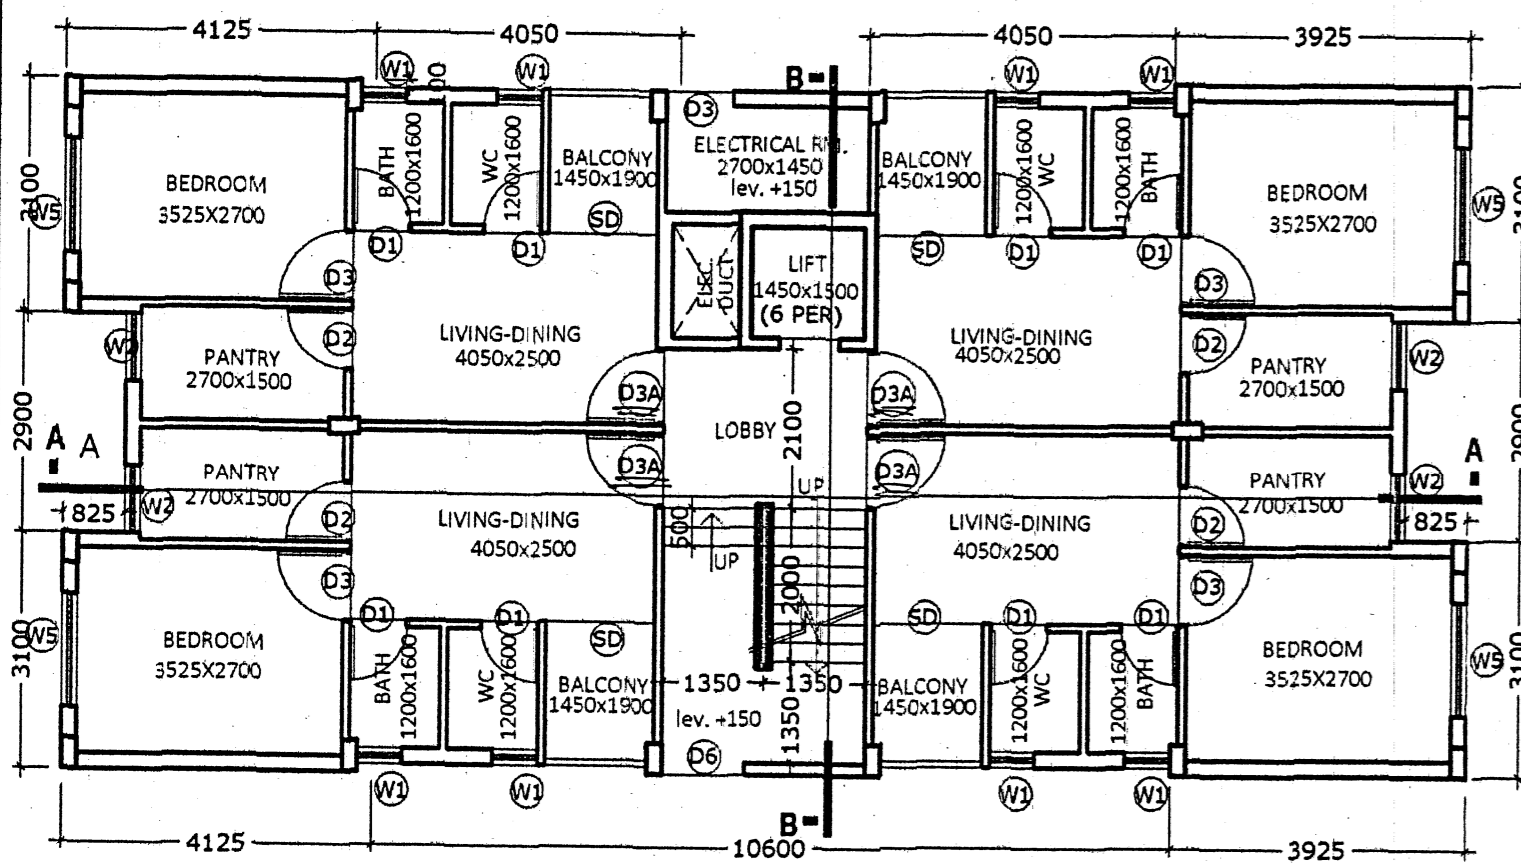 4125
4050
4050
3925
W1
W1
B
W1
W1
D3
3100
BEDROOM
3525X2700
BATH
1200x1600
WC
1200x1600
BALCONY
1450x1900
SD
ELECTRICAL RM.
2700x1450
lev. +150
BALCONY
1450x1900
SD
1200x1600
WC
1200x1600
BATH
BEDROOM
3525X2700
3100
W5
W5
D1
D1
D1
D1
D3
D3
ELEC.
DUCT
LIFT
1450x1500
(6 PER)
LIVING-DINING
4050x2500
LIVING-DINING
4050x2500
W2
PANTRY
2700x1500
D2
D2
PANTRY
2700x1500
W2
D3A
D3A
2900
LOBBY
2100
2900
A
A
A
PANTRY
2700x1500
D3A
D3A
PANTRY
2700x1500
W2
W2
825
825
UP
D2
D2
LIVING-DINING
4050x2500
500
UP
2000
LIVING-DINING
4050x2500
D3
D3
D1
D1
SD
SD
D1
D1
3100
W5
BEDROOM
3525X2700
BATH
1200x1600
WC
1200x1600
BALCONY
1450x1900
1350
1350
lev. +150
1350
D6
BALCONY
1450x1900
1200x1600
WC
1200x1600
BATH
BEDROOM
3525X2700
W5
3100
W1
W1
B
W1
W1
4125
10600
3925